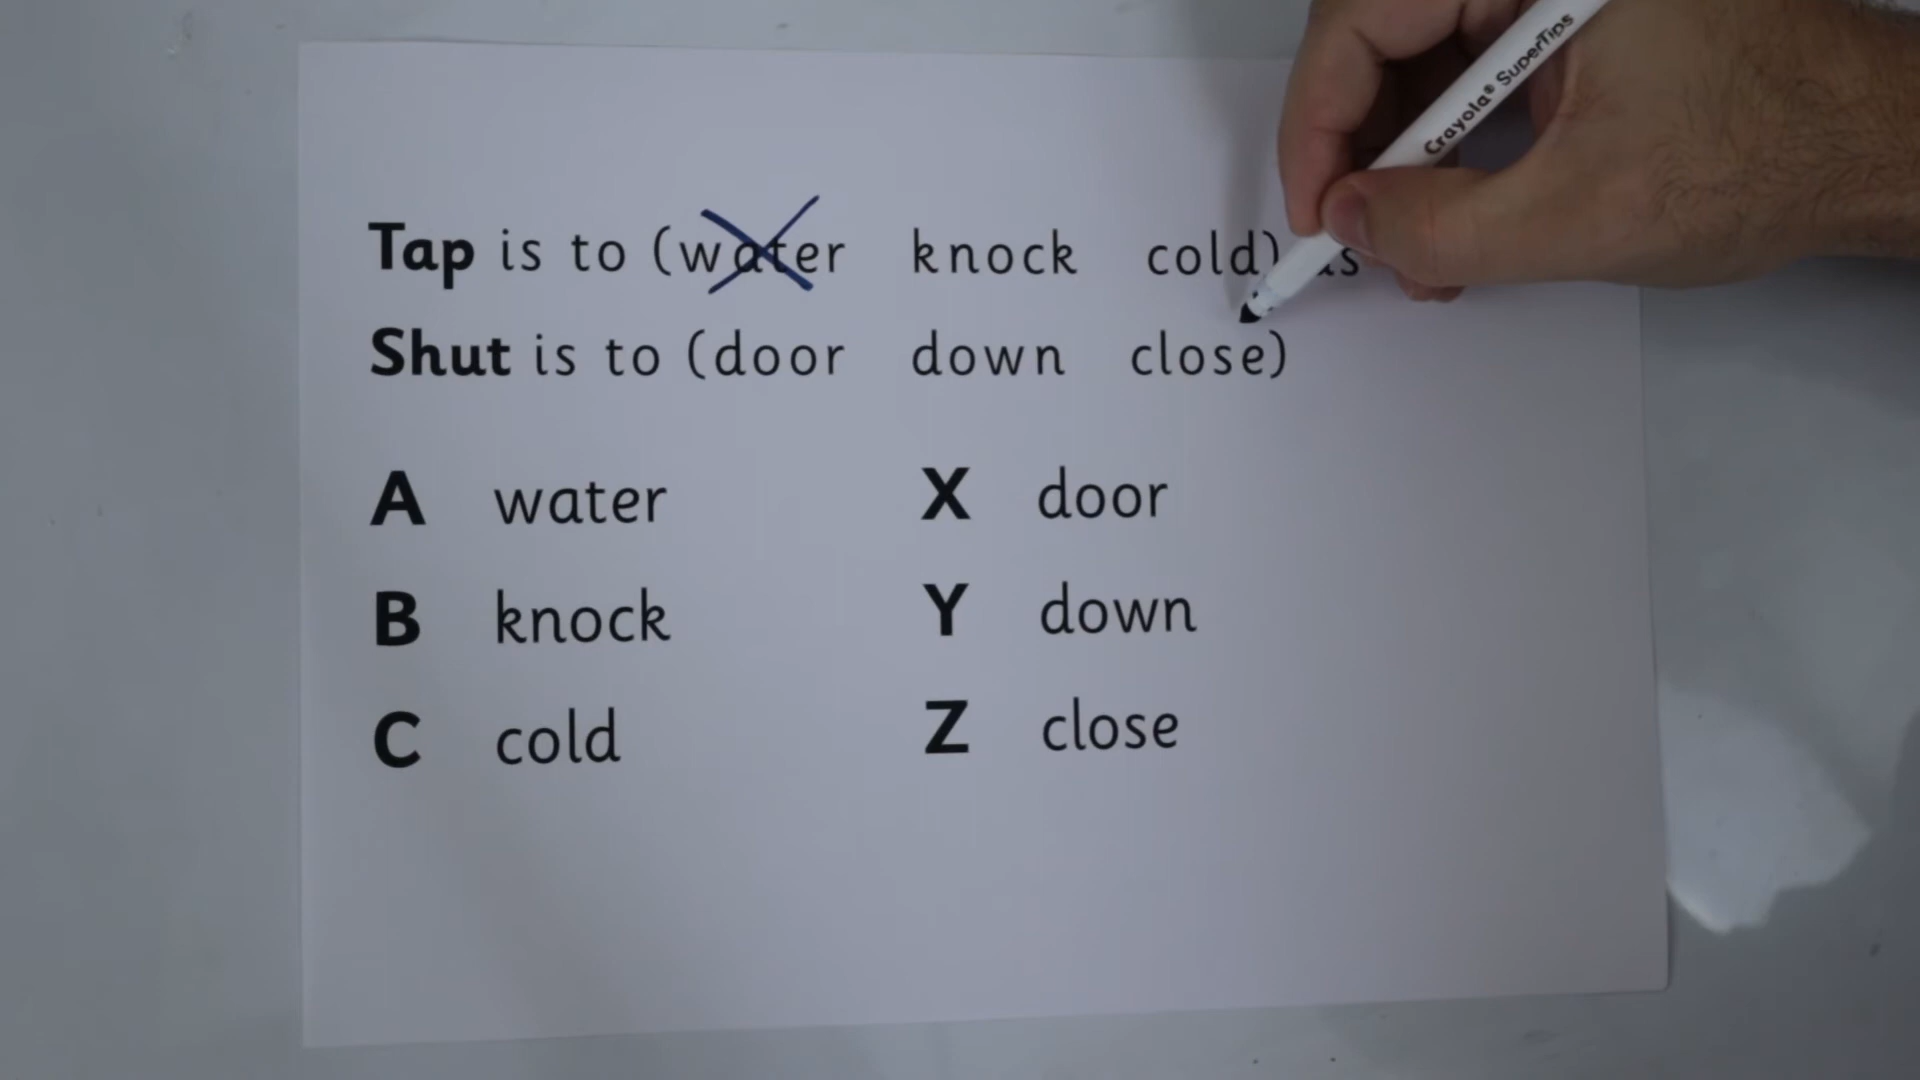 Crayola® SuperTips
Tap is to (water knock cold) as
Shut is to (door down close)
A water X door
B knock Y down
C cold Z close